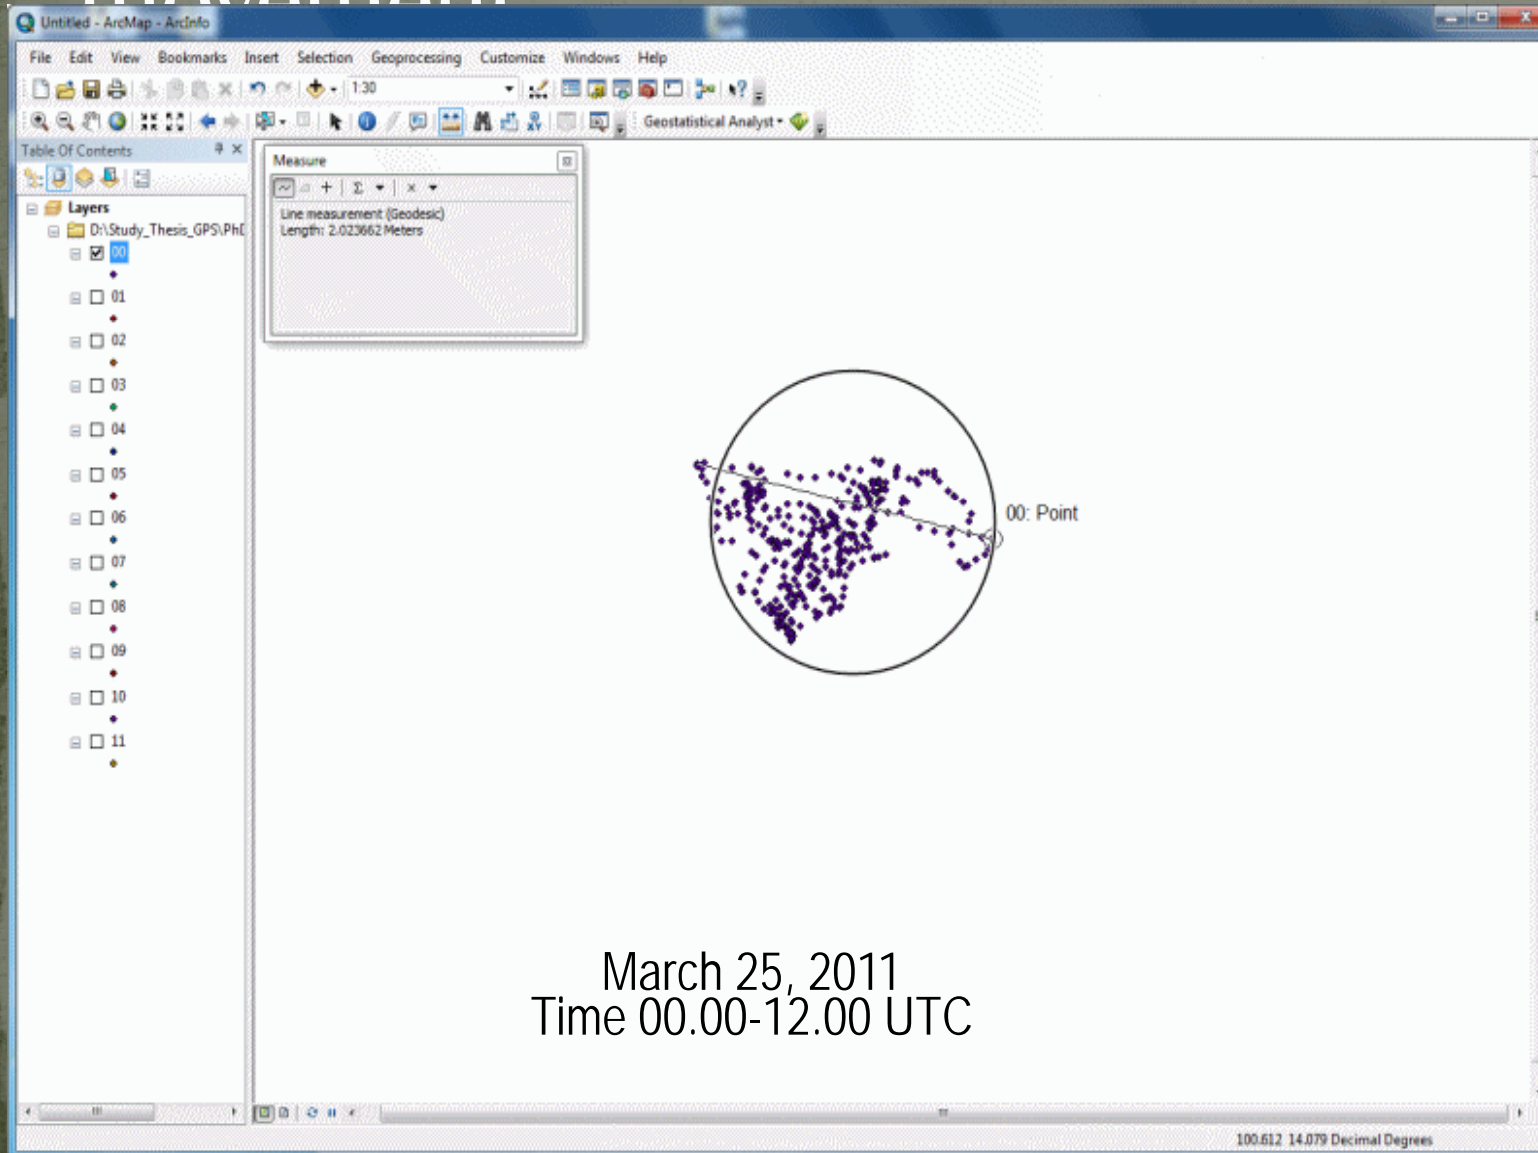 Untitled - ArcMap - ArcInfo
File Edit View Bookmarks Insert Selection Geoprocessing Customize Windows Help
1:30
Geostatistical Analyst
Table Of Contents
Layers
D:\Study_Thesis_GPS\PhD
00
01
02
03
04
05
06
07
08
09
10
11
Measure
Line measurement (Geodesic)
Length: 2.023662 Meters
00: Point
March 25, 2011
Time 00.00-12.00 UTC
100.612 14.079 Decimal Degrees